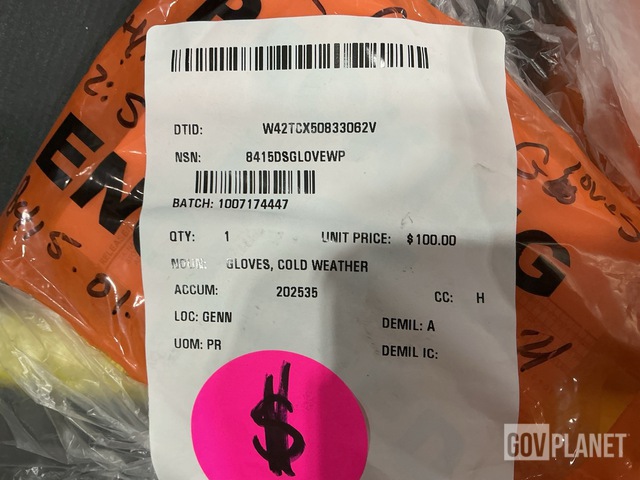 DTID: W42TCX50833062V
NSN: 8415DSGLOVEWP
BATCH: 1007174447
QTY: 1 UNIT PRICE: $100.00
NOUN: GLOVES, COLD WEATHER
ACCUM: 202535 CC: H
LOC: GENN DEMIL: A
UOM: PR DEMIL IC:
$
Gloves
GOVPLANET